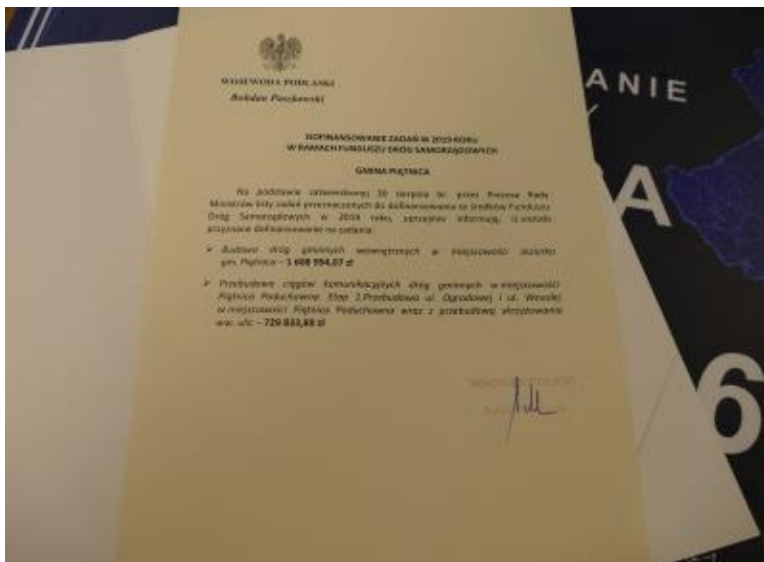 WOJEWODA PODLASKI
Bohdan Paszkowski
DOFINANSOWANIE ZADAŃ W 2019 ROKU
W RAMACH FUNDUSZU DRÓG SAMORZĄDOWYCH
GMINA PIĄTNICA
Na podstawie zatwierdzonej 20 sierpnia br. przez Prezesa Rady
Ministrów listy zadań przeznaczonych do dofinansowania ze środków Funduszu
Dróg Samorządowych w 2019 roku, uprzejmie informuję, iż zostało
przyznane dofinansowanie na zadania:
➢ Budowa dróg gminnych wewnętrznych w miejscowości Jeziorko
gm. Piątnica – 1 608 994,07 zł
➢ Przebudowa ciągów komunikacyjnych dróg gminnych w miejscowości
Piątnica Poduchowna. Etap 1.Przebudowa ul. Ogrodowej i ul. Wesołej
w miejscowości Piątnica Poduchowna wraz z przebudową skrzyżowania
ww. ulic – 729 833,88 zł
ANIE
A
6